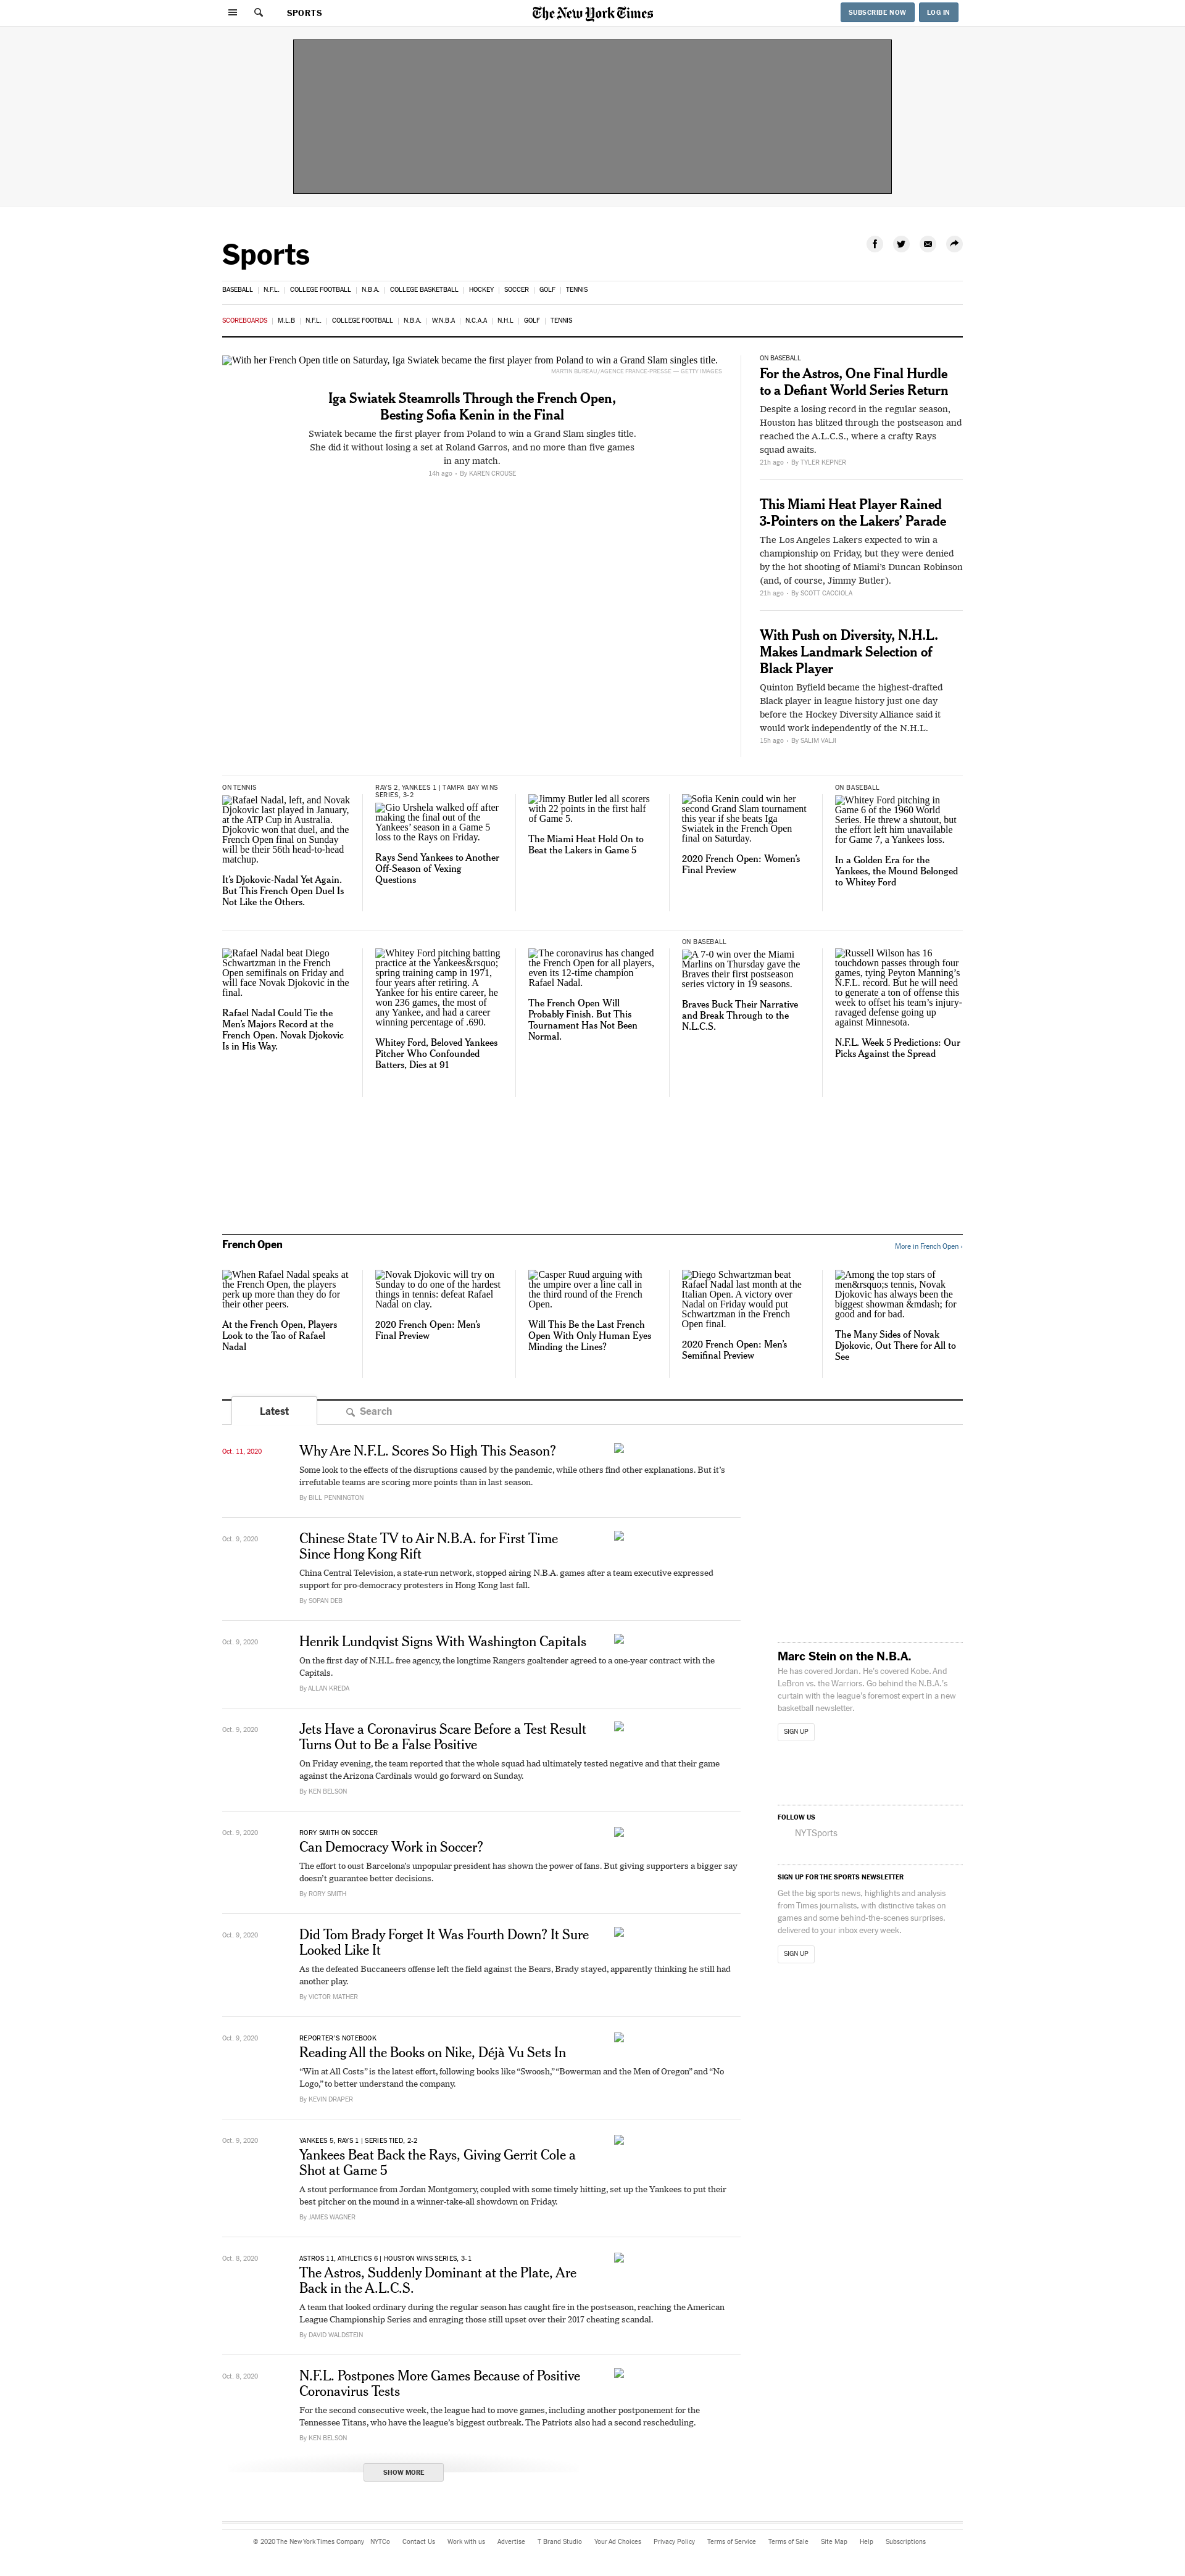 SPORTS
The New York Times
SUBSCRIBE NOW
LOG IN
Sports
BASEBALL
N.F.L.
COLLEGE FOOTBALL
N.B.A.
COLLEGE BASKETBALL
HOCKEY
SOCCER
GOLF
TENNIS
SCOREBOARDS
M.L.B
N.F.L.
COLLEGE FOOTBALL
N.B.A.
W.N.B.A
N.C.A.A
N.H.L
GOLF
TENNIS
With her French Open title on Saturday, Iga Swiatek became the first player from Poland to win a Grand Slam singles title.
MARTIN BUREAU/AGENCE FRANCE-PRESSE — GETTY IMAGES
Iga Swiatek Steamrolls Through the French Open,
Besting Sofia Kenin in the Final
Swiatek became the first player from Poland to win a Grand Slam singles title.
She did it without losing a set at Roland Garros, and no more than five games
in any match.
14h ago • By KAREN CROUSE
ON BASEBALL
For the Astros, One Final Hurdle
to a Defiant World Series Return
Despite a losing record in the regular season,
Houston has blitzed through the postseason and
reached the A.L.C.S., where a crafty Rays
squad awaits.
21h ago • By TYLER KEPNER
This Miami Heat Player Rained
3-Pointers on the Lakers’ Parade
The Los Angeles Lakers expected to win a
championship on Friday, but they were denied
by the hot shooting of Miami’s Duncan Robinson
(and, of course, Jimmy Butler).
21h ago • By SCOTT CACCIOLA
With Push on Diversity, N.H.L.
Makes Landmark Selection of
Black Player
Quinton Byfield became the highest-drafted
Black player in league history just one day
before the Hockey Diversity Alliance said it
would work independently of the N.H.L.
15h ago • By SALIM VALJI
ON TENNIS
Rafael Nadal, left, and Novak
Djokovic last played in January,
at the ATP Cup in Australia.
Djokovic won that duel, and the
French Open final on Sunday
will be their 56th head-to-head
matchup.
It’s Djokovic-Nadal Yet Again.
But This French Open Duel Is
Not Like the Others.
RAYS 2, YANKEES 1 | TAMPA BAY WINS
SERIES, 3-2
Gio Urshela walked off after
making the final out of the
Yankees’ season in a Game 5
loss to the Rays on Friday.
Rays Send Yankees to Another
Off-Season of Vexing
Questions
Jimmy Butler led all scorers
with 22 points in the first half
of Game 5.
The Miami Heat Hold On to
Beat the Lakers in Game 5
Sofia Kenin could win her
second Grand Slam tournament
this year if she beats Iga
Swiatek in the French Open
final on Saturday.
2020 French Open: Women’s
Final Preview
ON BASEBALL
Whitey Ford pitching in
Game 6 of the 1960 World
Series. He threw a shutout, but
the effort left him unavailable
for Game 7, a Yankees loss.
In a Golden Era for the
Yankees, the Mound Belonged
to Whitey Ford
Rafael Nadal beat Diego
Schwartzman in the French
Open semifinals on Friday and
will face Novak Djokovic in the
final.
Rafael Nadal Could Tie the
Men’s Majors Record at the
French Open. Novak Djokovic
Is in His Way.
Whitey Ford pitching batting
practice at the Yankees&rsquo;
spring training camp in 1971,
four years after retiring. A
Yankee for his entire career, he
won 236 games, the most of
any Yankee, and had a career
winning percentage of .690.
Whitey Ford, Beloved Yankees
Pitcher Who Confounded
Batters, Dies at 91
The coronavirus has changed
the French Open for all players,
even its 12-time champion
Rafael Nadal.
The French Open Will
Probably Finish. But This
Tournament Has Not Been
Normal.
ON BASEBALL
A 7-0 win over the Miami
Marlins on Thursday gave the
Braves their first postseason
series victory in 19 seasons.
Braves Buck Their Narrative
and Break Through to the
N.L.C.S.
Russell Wilson has 16
touchdown passes through four
games, tying Peyton Manning’s
N.F.L. record. But he will need
to generate a ton of offense this
week to offset his team’s injury-
ravaged defense going up
against Minnesota.
N.F.L. Week 5 Predictions: Our
Picks Against the Spread
French Open
More in French Open ›
When Rafael Nadal speaks at
the French Open, the players
perk up more than they do for
their other peers.
At the French Open, Players
Look to the Tao of Rafael
Nadal
Novak Djokovic will try on
Sunday to do one of the hardest
things in tennis: defeat Rafael
Nadal on clay.
2020 French Open: Men’s
Final Preview
Casper Ruud arguing with
the umpire over a line call in
the third round of the French
Open.
Will This Be the Last French
Open With Only Human Eyes
Minding the Lines?
Diego Schwartzman beat
Rafael Nadal last month at the
Italian Open. A victory over
Nadal on Friday would put
Schwartzman in the French
Open final.
2020 French Open: Men’s
Semifinal Preview
Among the top stars of
men&rsquo;s tennis, Novak
Djokovic has always been the
biggest showman &mdash; for
good and for bad.
The Many Sides of Novak
Djokovic, Out There for All to
See
Latest
Search
Oct. 11, 2020
Why Are N.F.L. Scores So High This Season?
Some look to the effects of the disruptions caused by the pandemic, while others find other explanations. But it’s
irrefutable teams are scoring more points than in last season.
By BILL PENNINGTON
Oct. 9, 2020
Chinese State TV to Air N.B.A. for First Time
Since Hong Kong Rift
China Central Television, a state-run network, stopped airing N.B.A. games after a team executive expressed
support for pro-democracy protesters in Hong Kong last fall.
By SOPAN DEB
Oct. 9, 2020
Henrik Lundqvist Signs With Washington Capitals
On the first day of N.H.L. free agency, the longtime Rangers goaltender agreed to a one-year contract with the
Capitals.
By ALLAN KREDA
Oct. 9, 2020
Jets Have a Coronavirus Scare Before a Test Result
Turns Out to Be a False Positive
On Friday evening, the team reported that the whole squad had ultimately tested negative and that their game
against the Arizona Cardinals would go forward on Sunday.
By KEN BELSON
Oct. 9, 2020
RORY SMITH ON SOCCER
Can Democracy Work in Soccer?
The effort to oust Barcelona’s unpopular president has shown the power of fans. But giving supporters a bigger say
doesn’t guarantee better decisions.
By RORY SMITH
Oct. 9, 2020
Did Tom Brady Forget It Was Fourth Down? It Sure
Looked Like It
As the defeated Buccaneers offense left the field against the Bears, Brady stayed, apparently thinking he still had
another play.
By VICTOR MATHER
Oct. 9, 2020
REPORTER’S NOTEBOOK
Reading All the Books on Nike, Déjà Vu Sets In
“Win at All Costs” is the latest effort, following books like “Swoosh,” “Bowerman and the Men of Oregon” and “No
Logo,” to better understand the company.
By KEVIN DRAPER
Oct. 9, 2020
YANKEES 5, RAYS 1 | SERIES TIED, 2-2
Yankees Beat Back the Rays, Giving Gerrit Cole a
Shot at Game 5
A stout performance from Jordan Montgomery, coupled with some timely hitting, set up the Yankees to put their
best pitcher on the mound in a winner-take-all showdown on Friday.
By JAMES WAGNER
Oct. 8, 2020
ASTROS 11, ATHLETICS 6 | HOUSTON WINS SERIES, 3-1
The Astros, Suddenly Dominant at the Plate, Are
Back in the A.L.C.S.
A team that looked ordinary during the regular season has caught fire in the postseason, reaching the American
League Championship Series and enraging those still upset over their 2017 cheating scandal.
By DAVID WALDSTEIN
Oct. 8, 2020
N.F.L. Postpones More Games Because of Positive
Coronavirus Tests
For the second consecutive week, the league had to move games, including another postponement for the
Tennessee Titans, who have the league’s biggest outbreak. The Patriots also had a second rescheduling.
By KEN BELSON
SHOW MORE
Marc Stein on the N.B.A.
He has covered Jordan. He’s covered Kobe. And
LeBron vs. the Warriors. Go behind the N.B.A.’s
curtain with the league’s foremost expert in a new
basketball newsletter.
SIGN UP
FOLLOW US
NYTSports
SIGN UP FOR THE SPORTS NEWSLETTER
Get the big sports news, highlights and analysis
from Times journalists, with distinctive takes on
games and some behind-the-scenes surprises,
delivered to your inbox every week.
SIGN UP
© 2020 The New York Times Company
NYTCo
Contact Us
Work with us
Advertise
T Brand Studio
Your Ad Choices
Privacy Policy
Terms of Service
Terms of Sale
Site Map
Help
Subscriptions